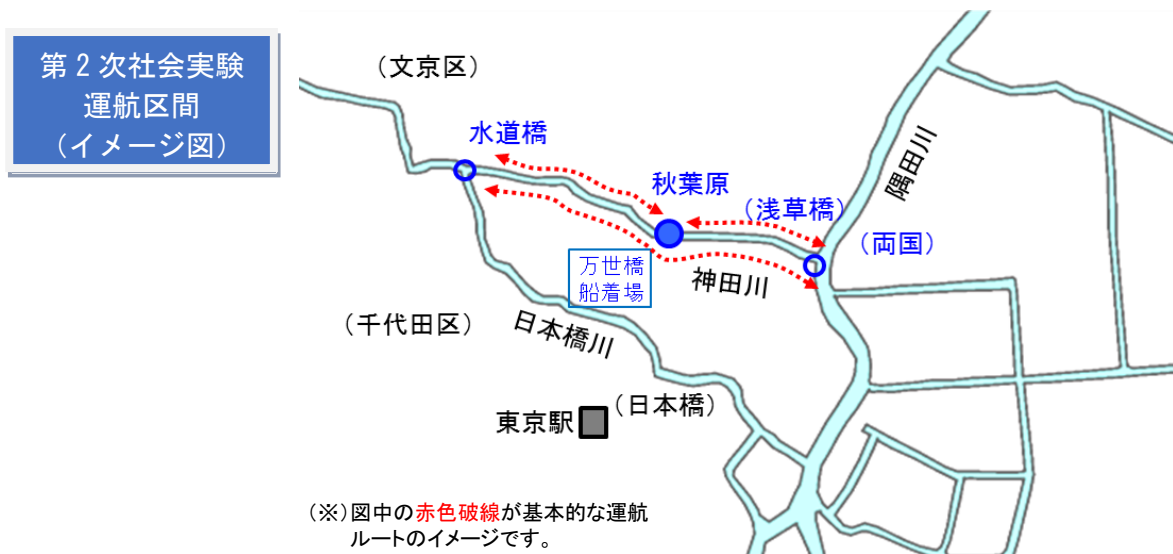 第2次社会実験
運航区間
（イメージ図）
（文京区）
水道橋
秋葉原
（浅草橋）
隅田川
（両国）
万世橋
船着場
神田川
（千代田区）
日本橋川
（日本橋）
東京駅
（※）図中の赤色破線が基本的な運航
ルートのイメージです。